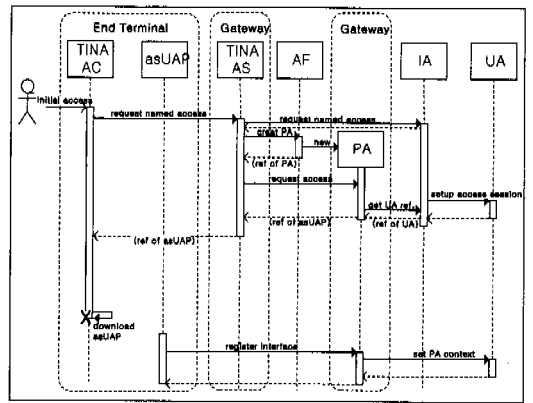 End Terminal
Gateway
Gateway
TINA
AC
asUAP
TINA
AS
AF
IA
UA
initial access
request named access
request named access
creat PA
new
PA
(ref of PA)
request access
setup access session
get UA ref.
(ref of asUAP)
(ref of UA)
(ref of asUAP)
download
asUAP
register interface
set PA context